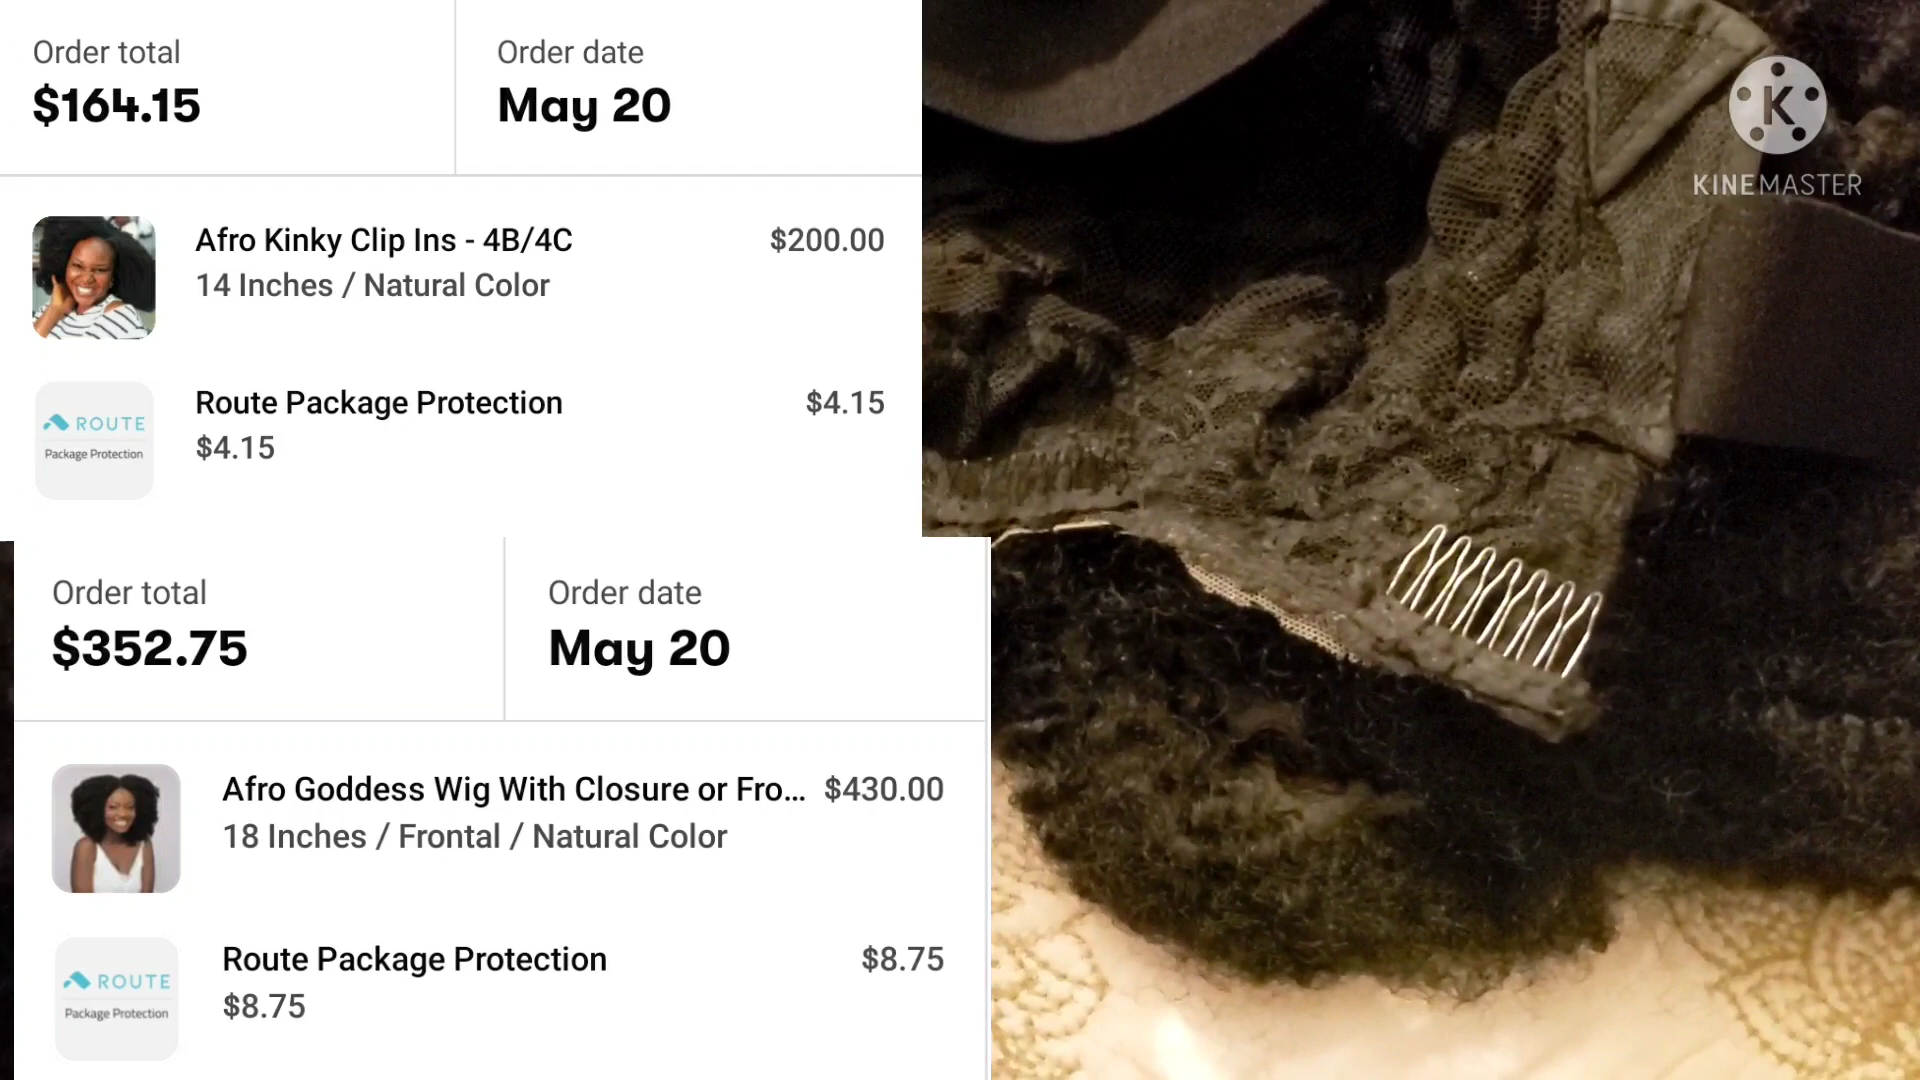 Order total
$164.15
Order date
May 20
Afro Kinky Clip Ins - 4B/4C
$200.00
14 Inches / Natural Color
ROUTE
Package Protection
Route Package Protection
$4.15
$4.15
Order total
$352.75
Order date
May 20
Afro Goddess Wig With Closure or Fro...
$430.00
18 Inches / Frontal / Natural Color
ROUTE
Package Protection
Route Package Protection
$8.75
$8.75
K
KINEMASTER